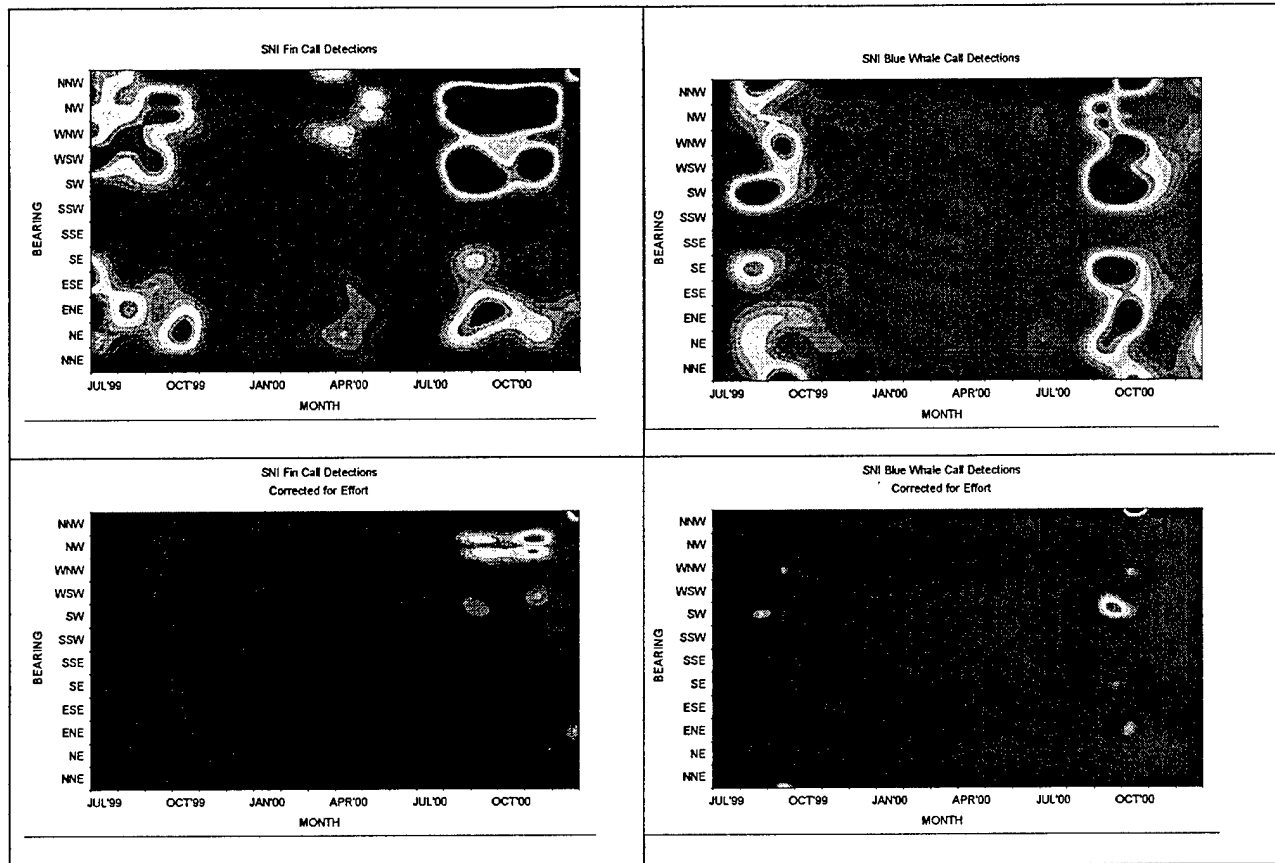 SNI Fin Call Detections
BEARING
NNW
NW
WNW
WSW
SW
SSW
SSE
SE
ESE
ENE
NE
NNE
JUL'99 OCT'99 JAN'00 APR'00 JUL'00 OCT'00
MONTH
SNI Blue Whale Call Detections
BEARING
NNW
NW
WNW
WSW
SW
SSW
SSE
SE
ESE
ENE
NE
NNE
JUL'99 OCT'99 JAN'00 APR'00 JUL'00 OCT'00
MONTH
SNI Fin Call Detections
Corrected for Effort
BEARING
NNW
NW
WNW
WSW
SW
SSW
SSE
SE
ESE
ENE
NE
NNE
JUL'99 OCT'99 JAN'00 APR'00 JUL'00 OCT'00
MONTH
SNI Blue Whale Call Detections
Corrected for Effort
BEARING
NNW
NW
WNW
WSW
SW
SSW
SSE
SE
ESE
ENE
NE
NNE
JUL'99 OCT'99 JAN'00 APR'00 JUL'00 OCT'00
MONTH